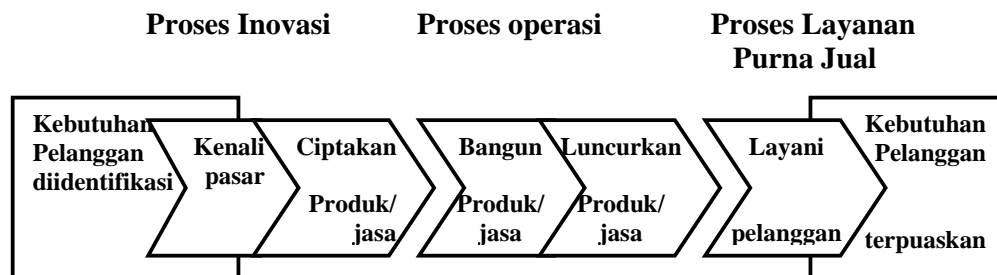 Proses Inovasi
Proses operasi
Proses Layanan
Purna Jual
Kebutuhan
Pelanggan
diidentifikasi
Kenali
pasar
Ciptakan
Produk/
jasa
Bangun
Produk/
jasa
Luncurkan
Produk/
jasa
Layani
pelanggan
Kebutuhan
Pelanggan
terpuaskan